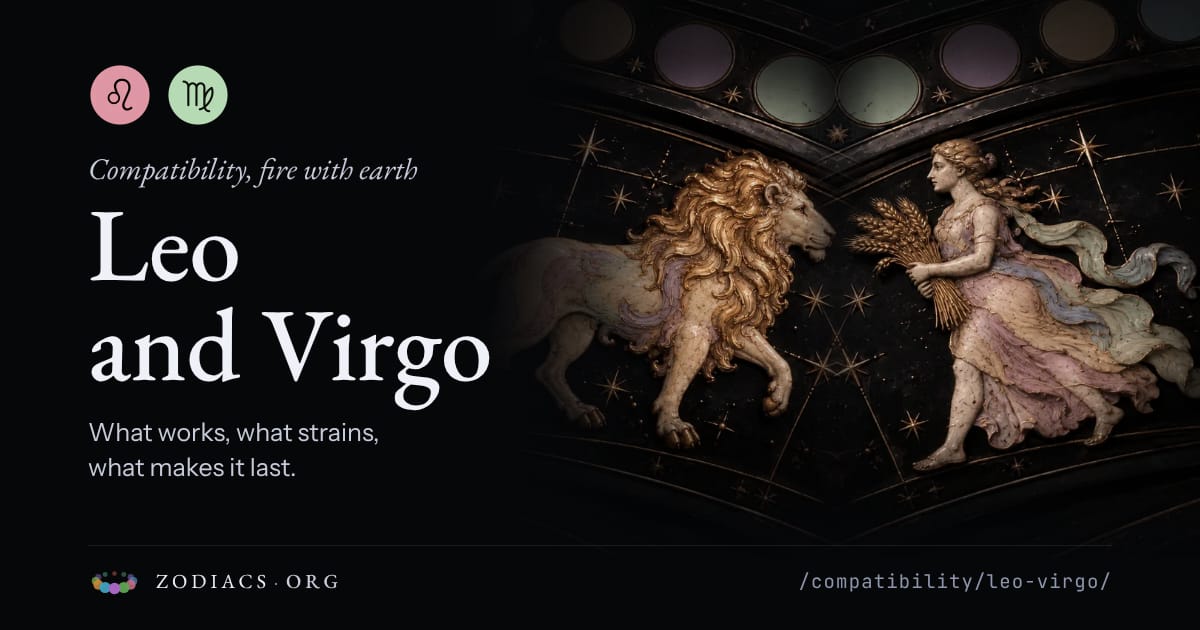 ♌ ♍
Compatibility, fire with earth
Leo
and Virgo
What works, what strains,
what makes it last.
ZODIACS·ORG
/compatibility/leo-virgo/